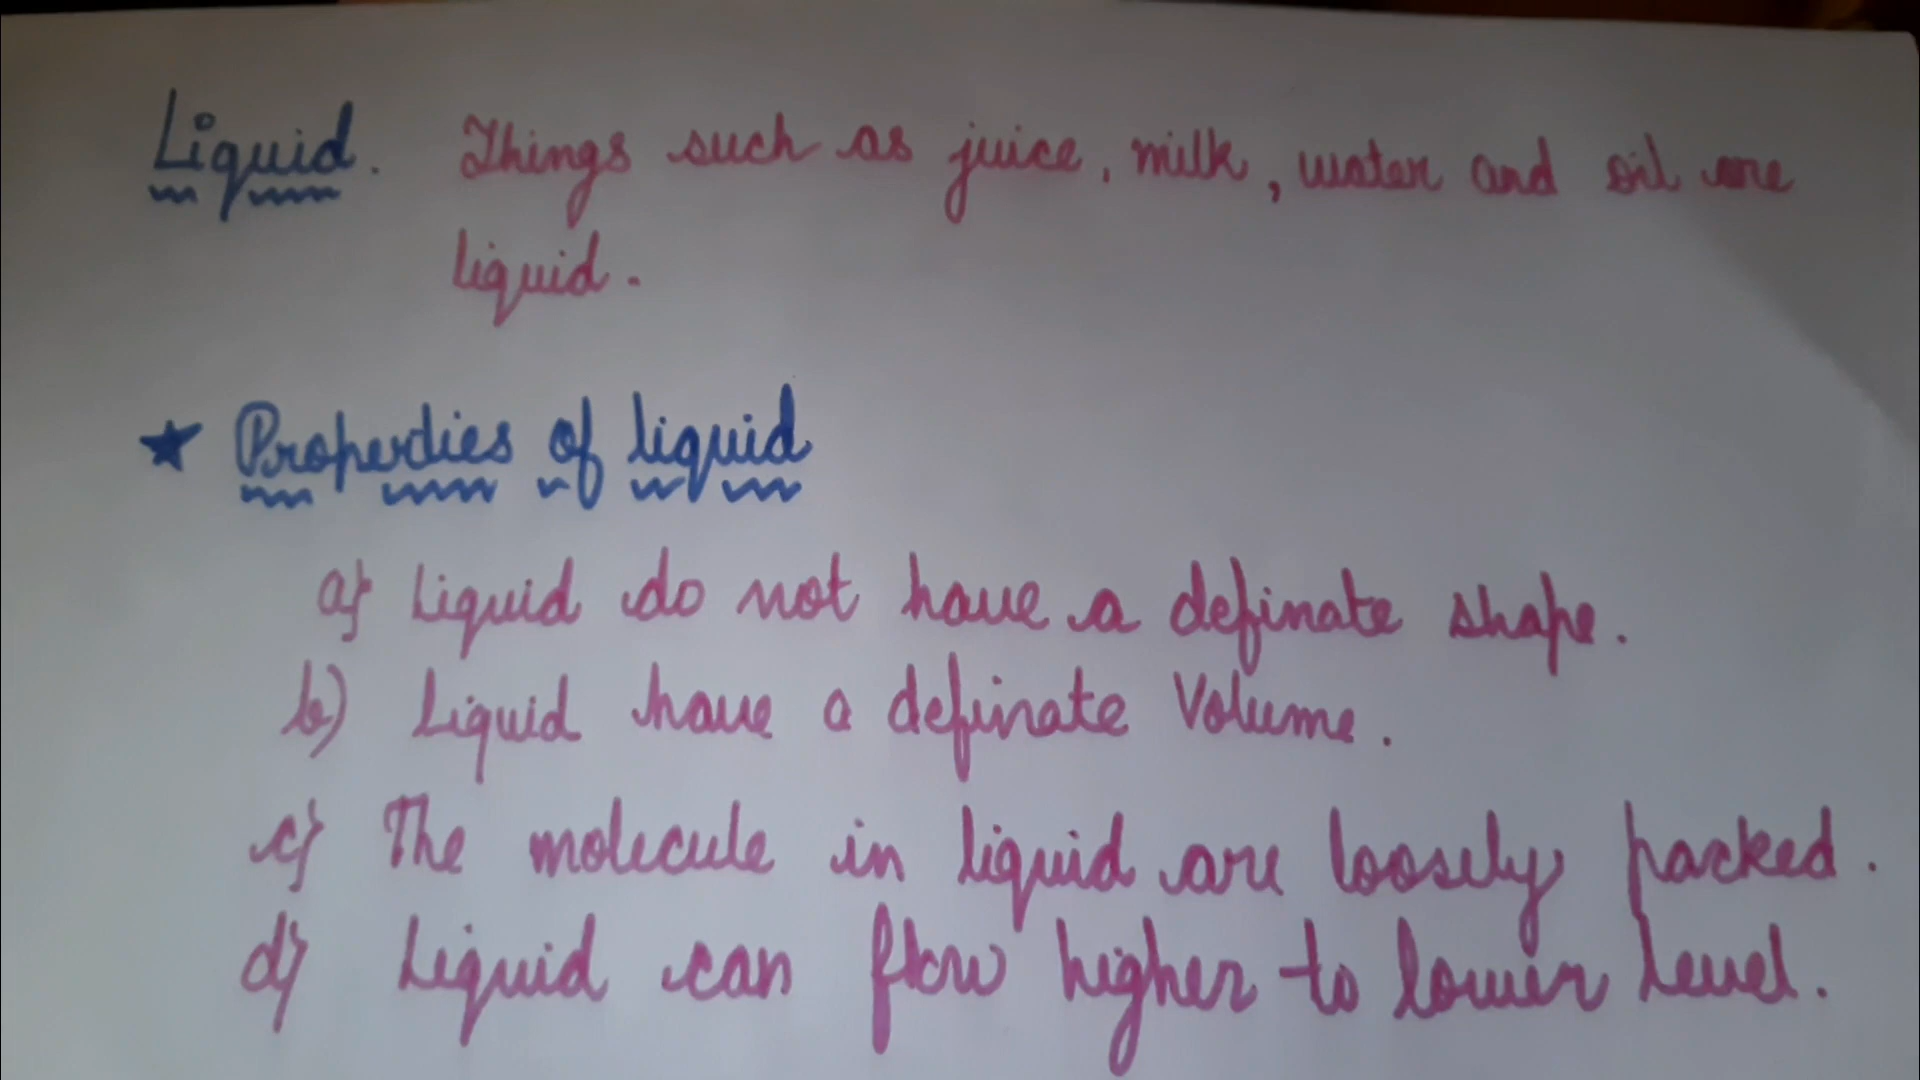 Liquid. Things such as juice, milk, water and oil are
liquid.
★ Properties of liquid
a) Liquid do not have a definate shape.
b) Liquid have a definate Volume.
c) The molecule in liquid are loosely packed.
d) Liquid can flow higher to lower level.